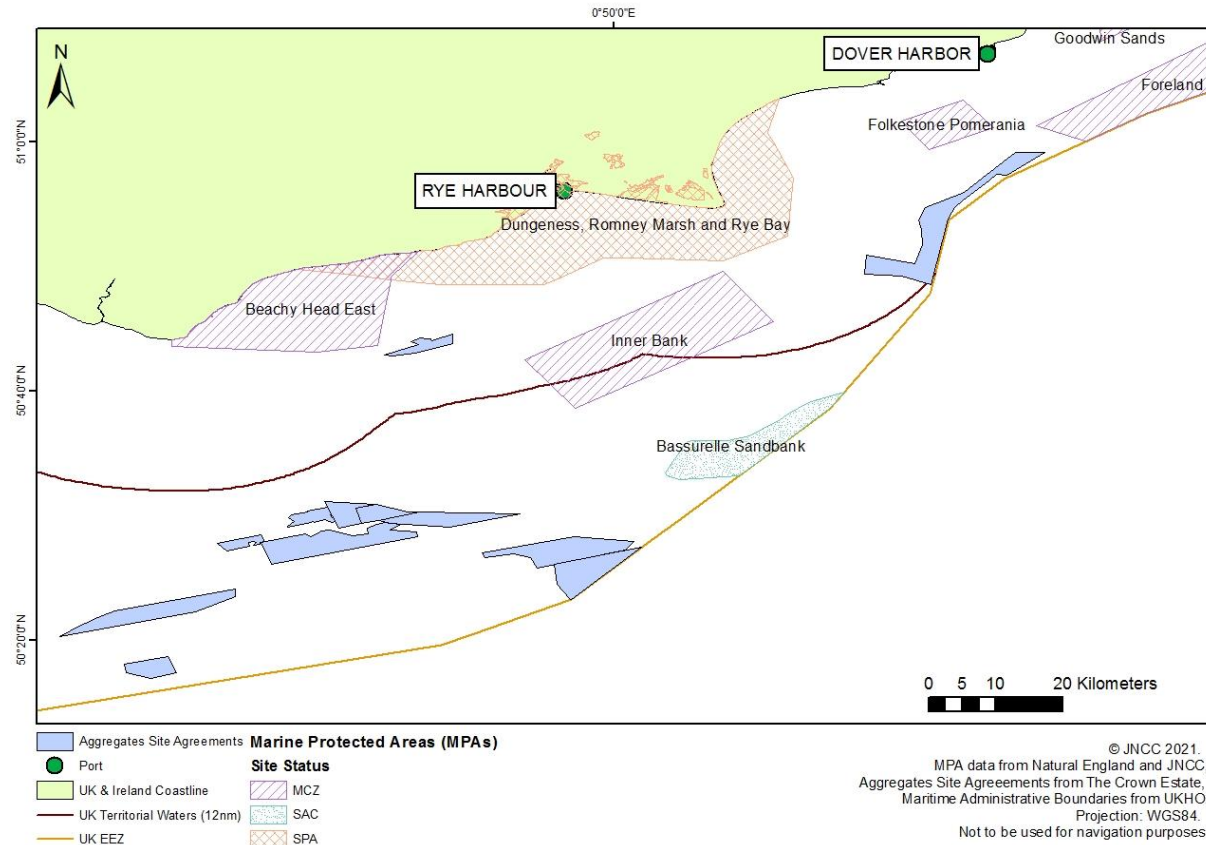 0°50'0"E
N
DOVER HARBOR
Goodwin Sands
Foreland
Folkestone Pomerania
51°0'0"N
RYE HARBOUR
Dungeness, Romney Marsh and Rye Bay
Beachy Head East
Inner Bank
50°40'0"N
Bassurelle Sandbank
50°20'0"N
0 5 10 20 Kilometers
Aggregates Site Agreements
Port
UK & Ireland Coastline
UK Territorial Waters (12nm)
UK EEZ
Marine Protected Areas (MPAs)
Site Status
MCZ
SAC
SPA
© JNCC 2021.
MPA data from Natural England and JNCC
Aggregates Site Agreeements from The Crown Estate,
Maritime Administrative Boundaries from UKHO
Projection: WGS84.
Not to be used for navigation purposes